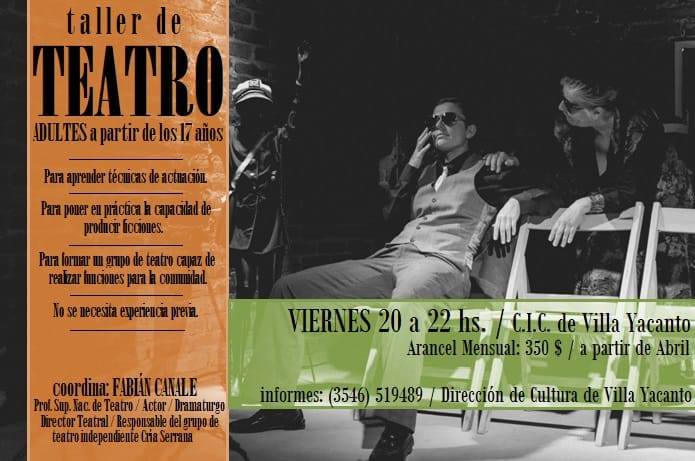 taller de
TEATRO
ADULTES a partir de los 17 años
Para aprender técnicas de actuación.
Para poner en práctica la capacidad de
producir ficciones.
Para formar un grupo de teatro capaz de
realizar funciones para la comunidad.
No se necesita experiencia previa.
coordina: FABIÁN CANALE
Prof. Sup. Nac. de Teatro / Actor / Dramaturgo
Director Teatral / Responsable del grupo de
teatro independiente Cría Serrana
VIERNES 20 a 22 hs. / C.I.C. de Villa Yacanto
Arancel Mensual: 350 $ / a partir de Abril
informes: (3546) 519489 / Dirección de Cultura de Villa Yacanto